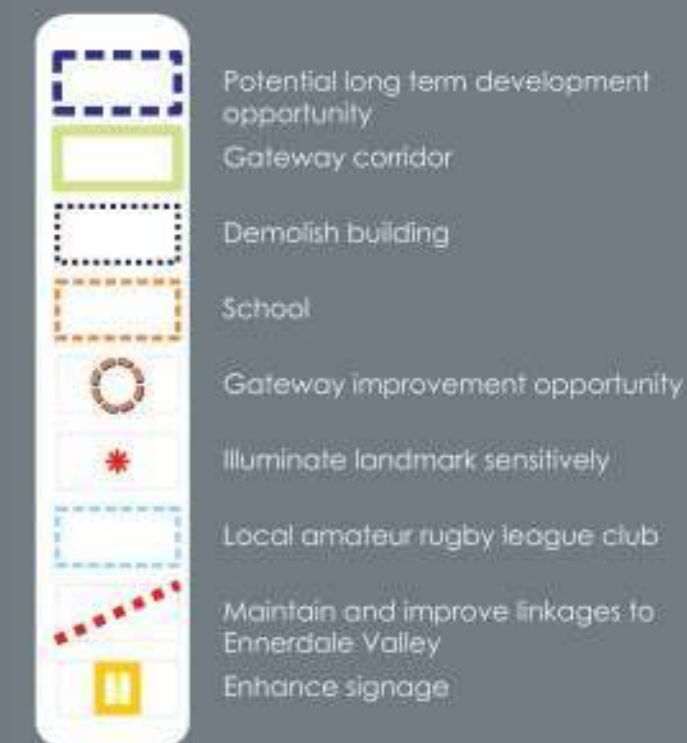 Potential long term development
opportunity
Gateway corridor
Demolish building
School
Gateway improvement opportunity
Illuminate landmark sensitively
Local amateur rugby league club
Maintain and improve linkages to
Ennerdale Valley
Enhance signage